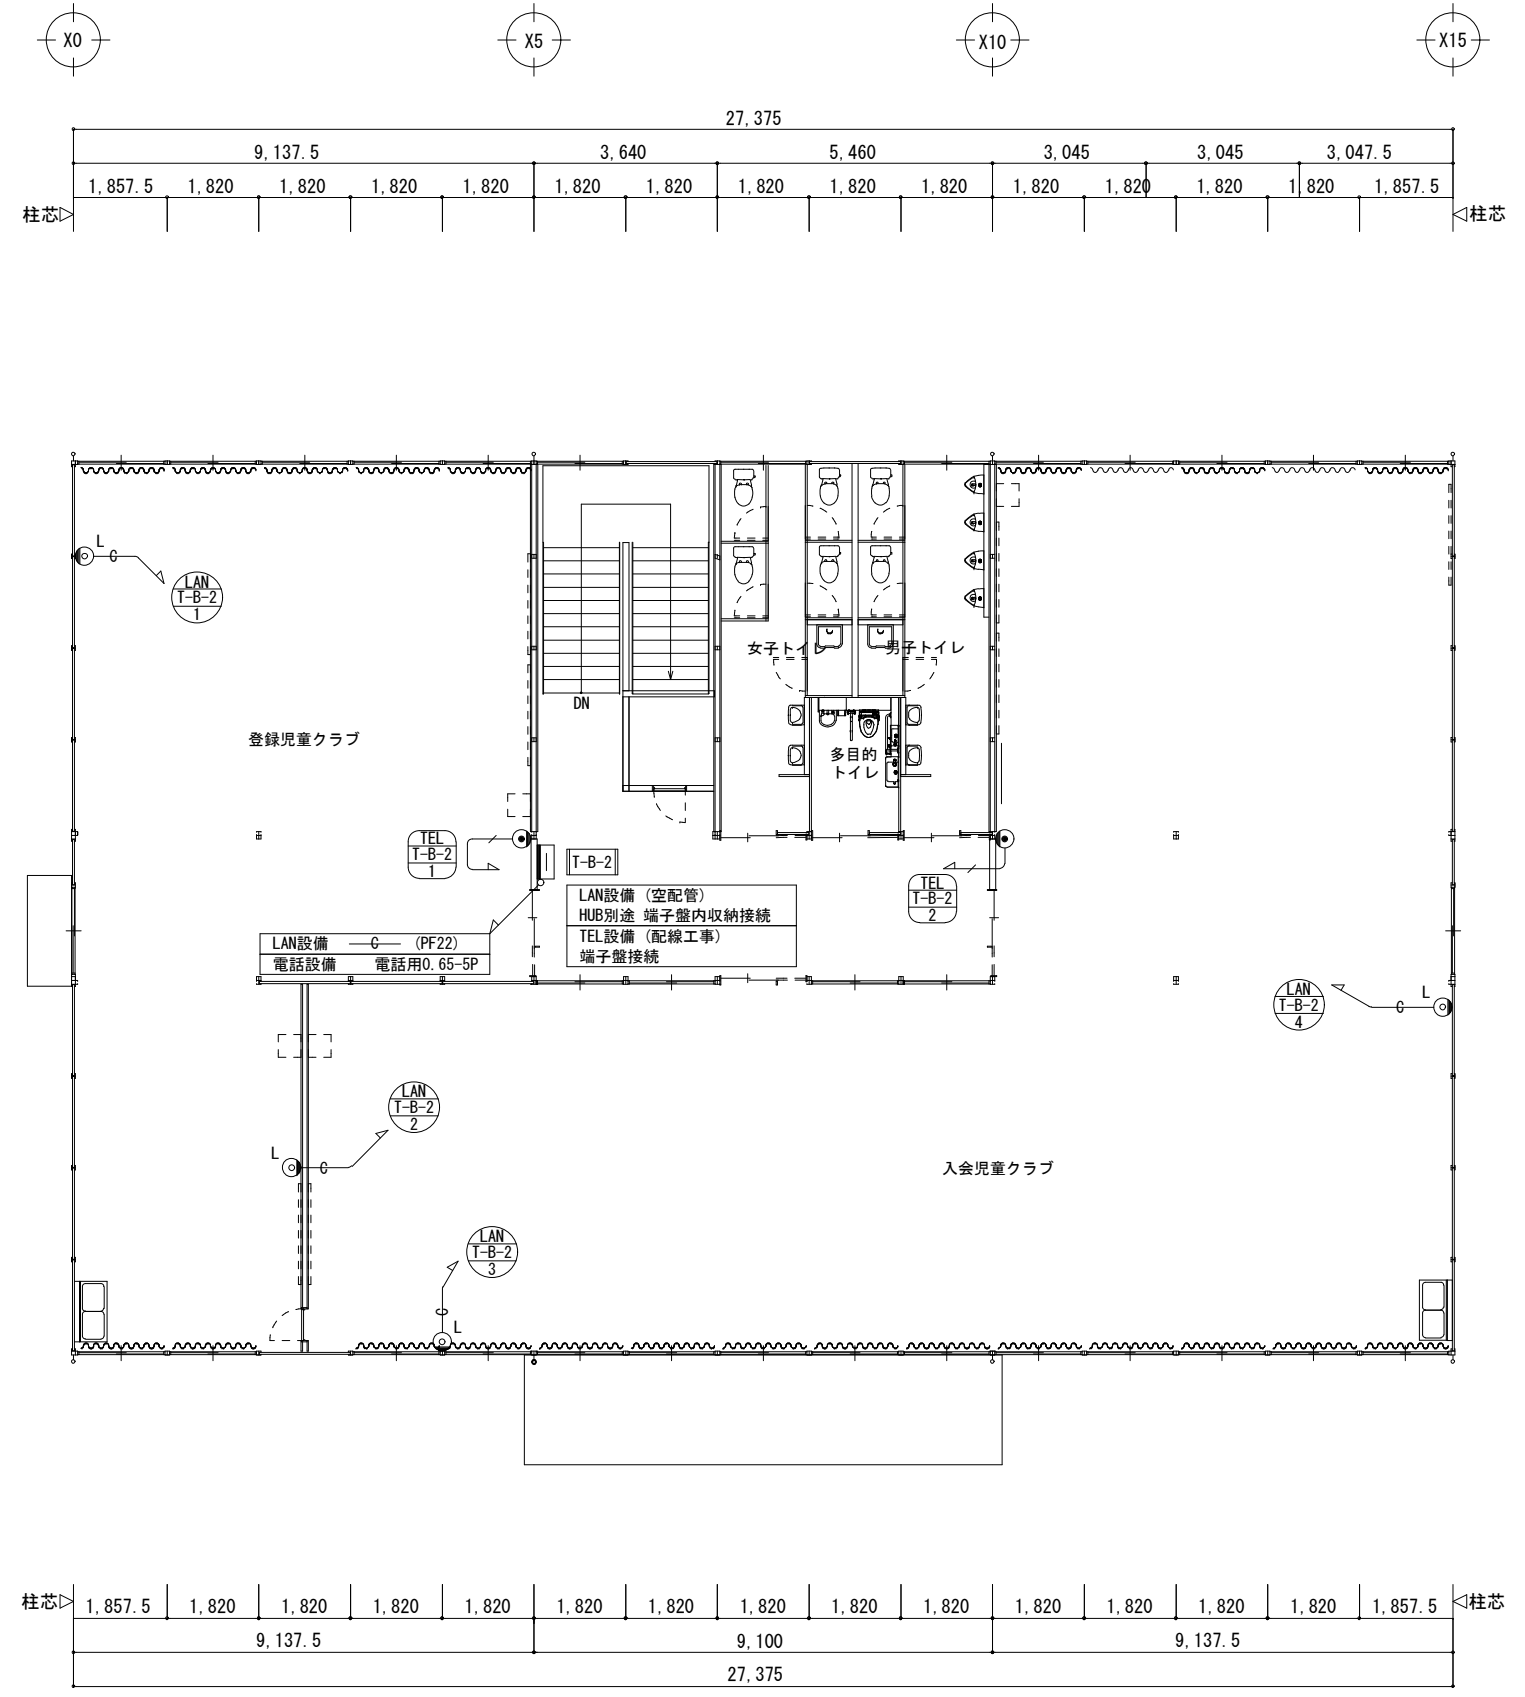 X0
X5
X10
X15
27,375
9,137.5
3,640
5,460
3,045
3,045
3,047.5
1,857.5
1,820
1,820
1,820
1,820
1,820
1,820
1,820
1,820
1,820
1,820
1,820
1,820
1,820
1,857.5
柱芯
柱芯
L
C
LAN
T-B-2
1
女子トイレ
男子トイレ
DN
登録児童クラブ
多目的
トイレ
TEL
T-B-2
1
T-B-2
TEL
T-B-2
2
LAN設備 (空配管)
HUB別途 端子盤内収納接続
TEL設備 (配線工事)
端子盤接続
LAN設備 C (PF22)
電話設備 電話用0.65-5P
LAN
T-B-2
4
L
C
LAN
T-B-2
2
L
C
入会児童クラブ
LAN
T-B-2
3
C
L
柱芯
柱芯
1,857.5
1,820
1,820
1,820
1,820
1,820
1,820
1,820
1,820
1,820
1,820
1,820
1,820
1,820
1,857.5
9,137.5
9,100
9,137.5
27,375